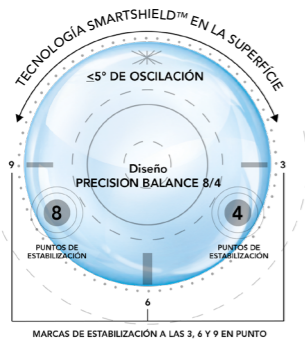 TECNOLOGÍA SMARTSHIELD™ EN LA SUPERFÍCIE
≤5° DE OSCILACIÓN
9
3
Diseño
PRECISION BALANCE 8/4
8
4
PUNTOS DE
ESTABILIZACIÓN
PUNTOS DE
ESTABILIZACIÓN
6
MARCAS DE ESTABILIZACIÓN A LAS 3, 6 Y 9 EN PUNTO